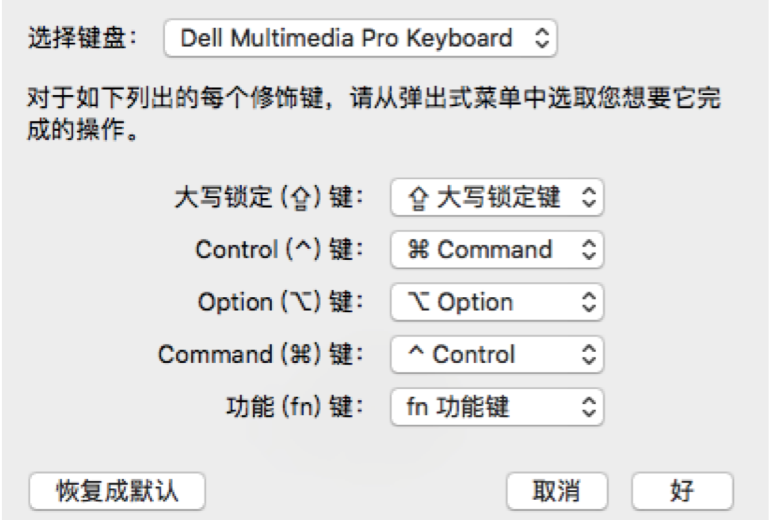 选择键盘： Dell Multimedia Pro Keyboard
对于如下列出的每个修饰键，请从弹出式菜单中选取您想要它完
成的操作。
大写锁定 (⇪) 键： ⇪ 大写锁定键
Control (^) 键： ⌘ Command
Option (⌥) 键： ⌥ Option
Command (⌘) 键： ^ Control
功能 (fn) 键： fn 功能键
恢复成默认 取消 好